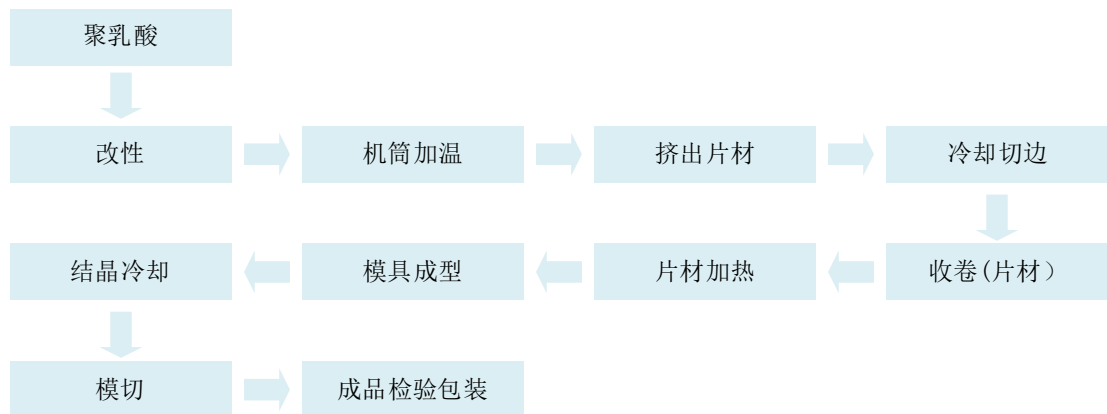 聚乳酸
改性
机筒加温
挤出片材
冷却切边
收卷(片材）
片材加热
模具成型
结晶冷却
模切
成品检验包装